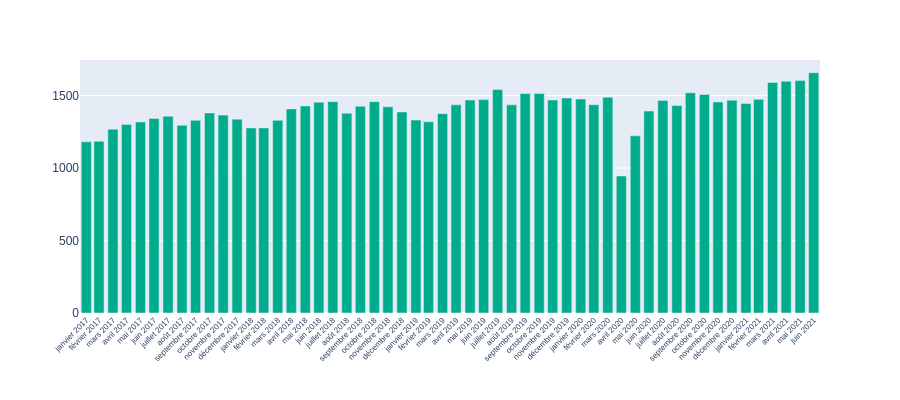 1500
1000
500
0
janvier 2017
février 2017
mars 2017
avril 2017
mai 2017
juin 2017
juillet 2017
août 2017
septembre 2017
octobre 2017
novembre 2017
décembre 2017
janvier 2018
février 2018
mars 2018
avril 2018
mai 2018
juin 2018
juillet 2018
août 2018
septembre 2018
octobre 2018
novembre 2018
décembre 2018
janvier 2019
février 2019
mars 2019
avril 2019
mai 2019
juin 2019
juillet 2019
août 2019
septembre 2019
octobre 2019
novembre 2019
décembre 2019
janvier 2020
février 2020
mars 2020
avril 2020
mai 2020
juin 2020
juillet 2020
août 2020
septembre 2020
octobre 2020
novembre 2020
décembre 2020
janvier 2021
février 2021
mars 2021
avril 2021
mai 2021
juin 2021